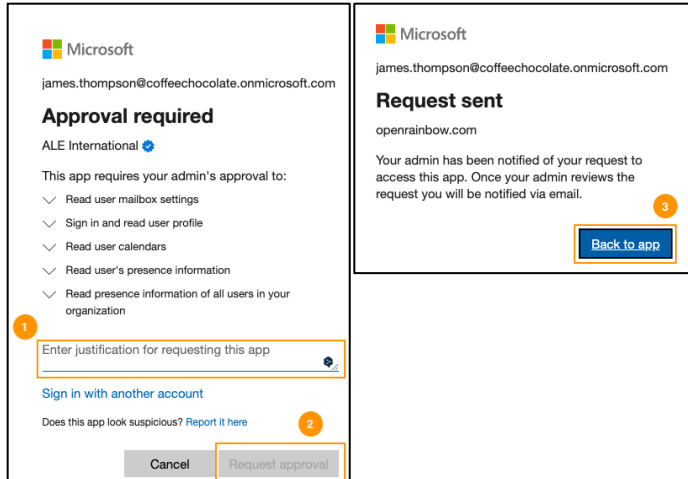 Microsoft
james.thompson@coffeechocolate.onmicrosoft.com
Approval required
ALE International
This app requires your admin's approval to:
Read user mailbox settings
Sign in and read user profile
Read user calendars
Read user's presence information
Read presence information of all users in your
organization
1
Enter justification for requesting this app
Sign in with another account
Does this app look suspicious? Report it here
2
Cancel
Request approval
Microsoft
james.thompson@coffeechocolate.onmicrosoft.com
Request sent
openrainbow.com
Your admin has been notified of your request to
access this app. Once your admin reviews the
request you will be notified via email.
3
Back to app